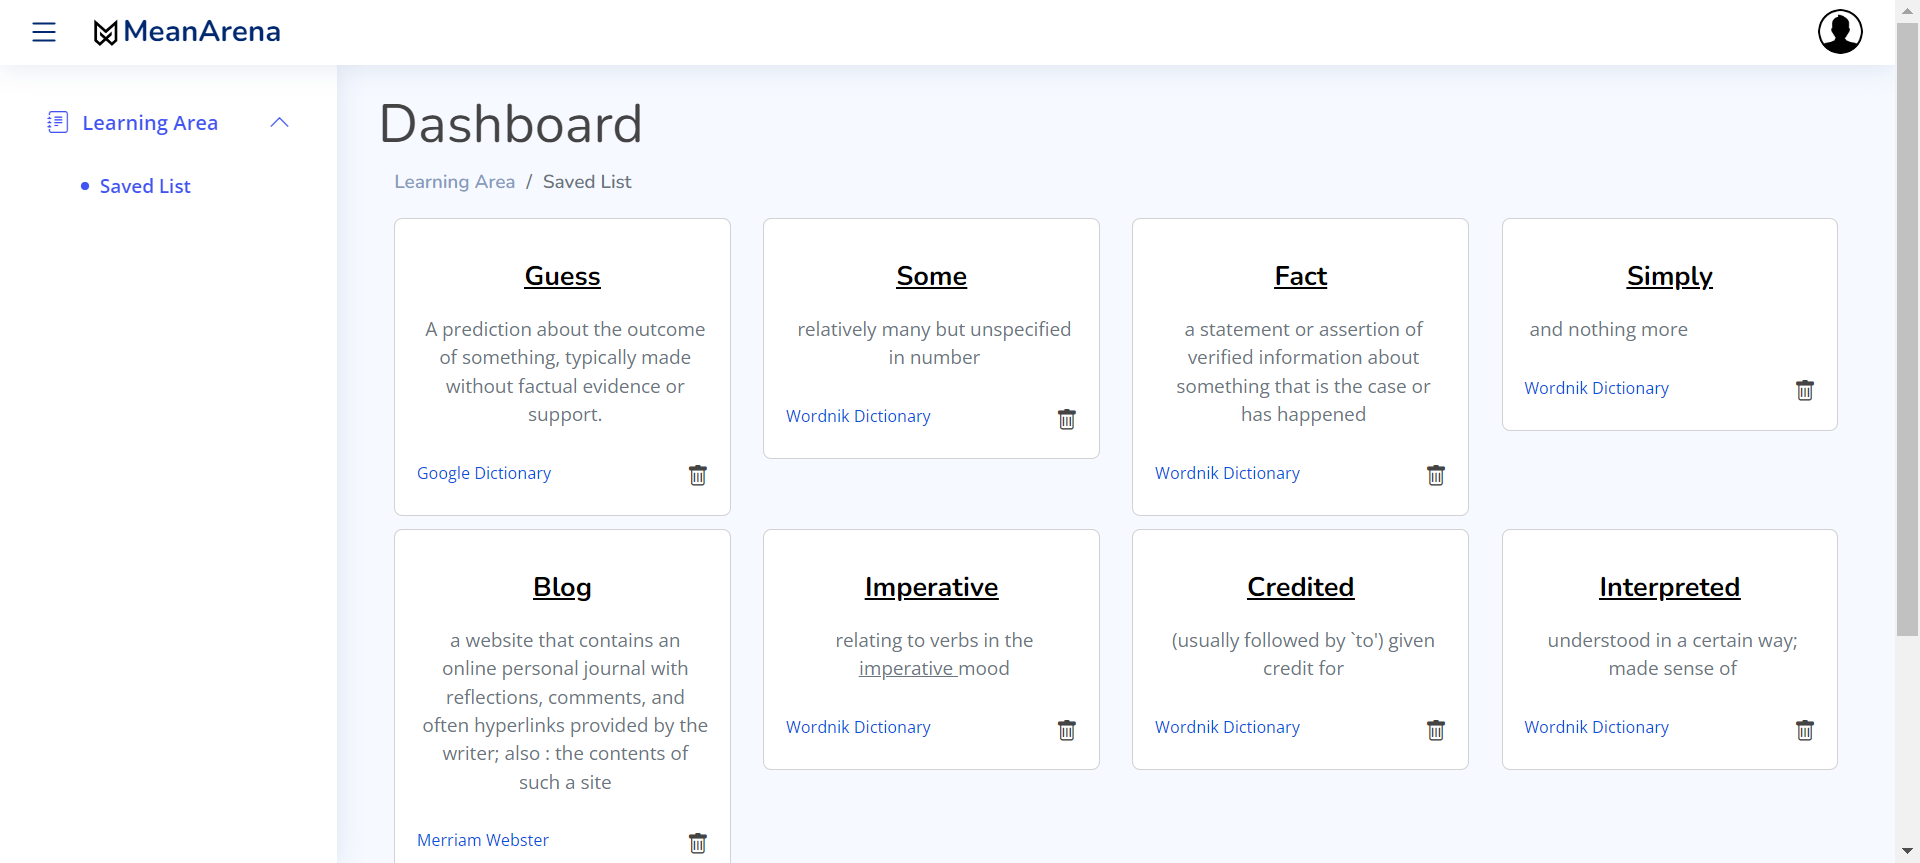 MeanArena
Learning Area
Saved List
Dashboard
Learning Area / Saved List
Guess
A prediction about the outcome
of something, typically made
without factual evidence or
support.
Google Dictionary
Some
relatively many but unspecified
in number
Wordnik Dictionary
Fact
a statement or assertion of
verified information about
something that is the case or
has happened
Wordnik Dictionary
Simply
and nothing more
Wordnik Dictionary
Blog
a website that contains an
online personal journal with
reflections, comments, and
often hyperlinks provided by the
writer; also : the contents of
such a site
Merriam Webster
Imperative
relating to verbs in the
imperative mood
Wordnik Dictionary
Credited
(usually followed by `to') given
credit for
Wordnik Dictionary
Interpreted
understood in a certain way;
made sense of
Wordnik Dictionary